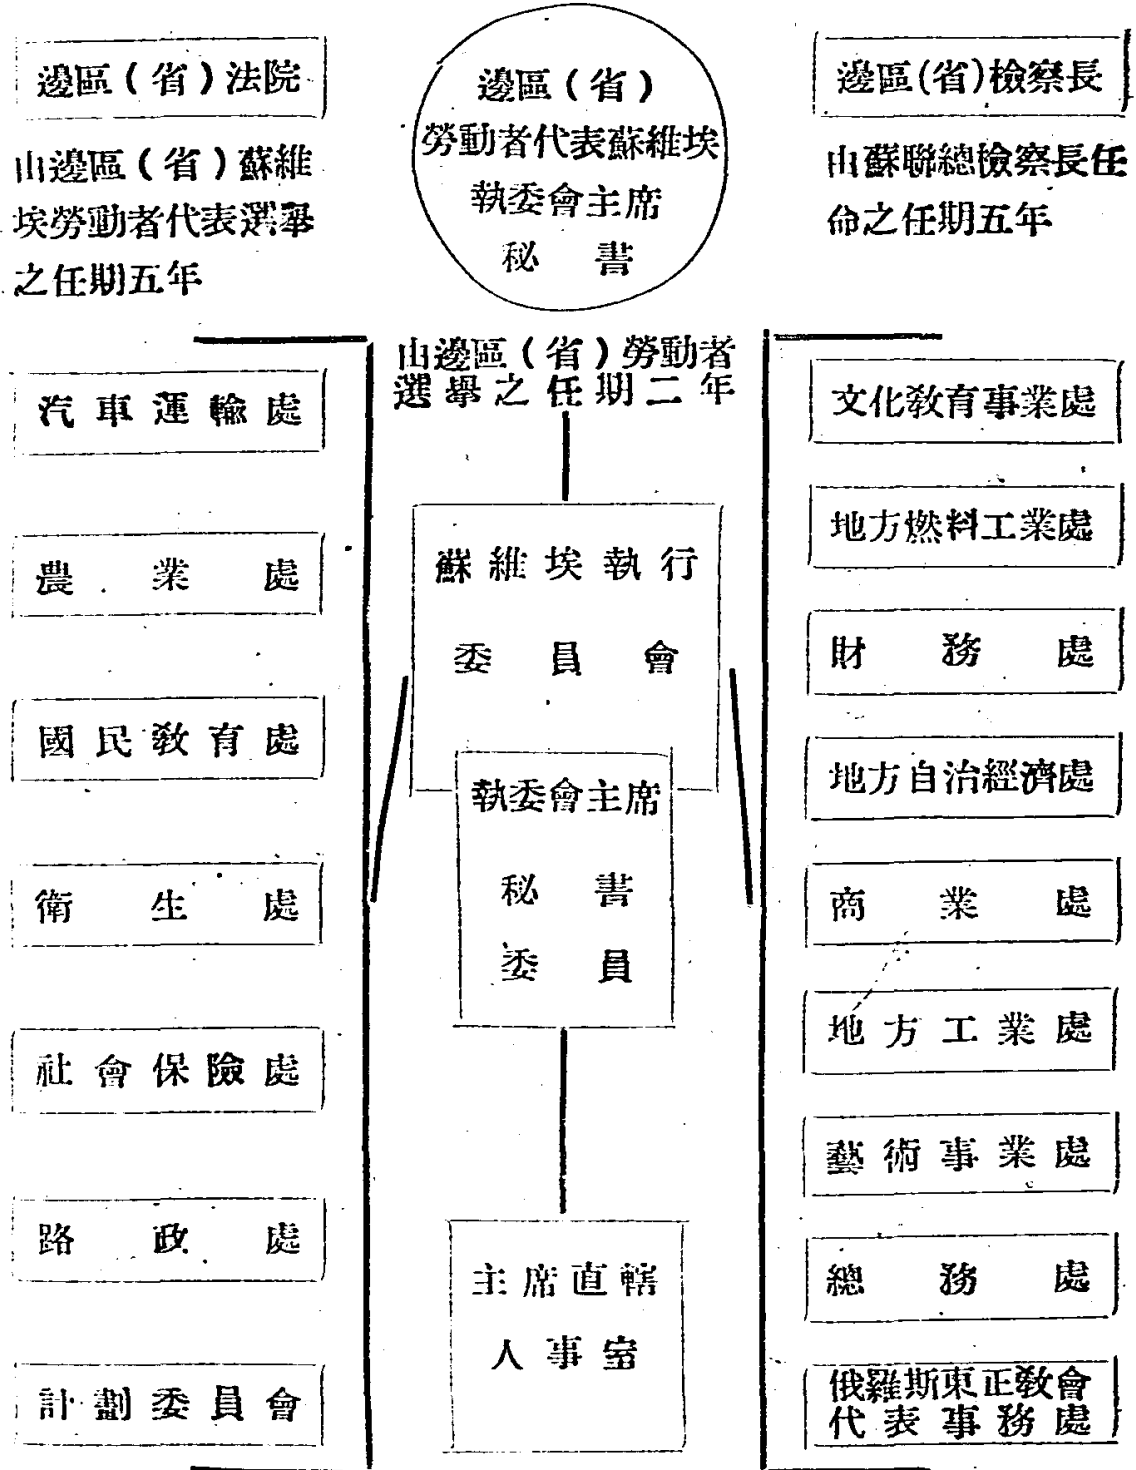 邊區(省)法院
由邊區(省)蘇維
埃勞動者代表選舉
之任期五年
邊區(省)
勞動者代表蘇維埃
執委會主席
秘書
由邊區(省)勞動者
選舉之任期二年
邊區(省)檢察長
由蘇聯總檢察長任
命之任期五年
汽車運輸處
農業處
國民敎育處
衛生處
社會保險處
路政處
計劃委員會
蘇維埃執行
委員會
執委會主席
秘書
委員
主席直轄
人事室
文化敎育事業處
地方燃料工業處
財務處
地方自治經濟處
商業處
地方工業處
藝術事業處
總務處
俄羅斯東正敎會
代表事務處